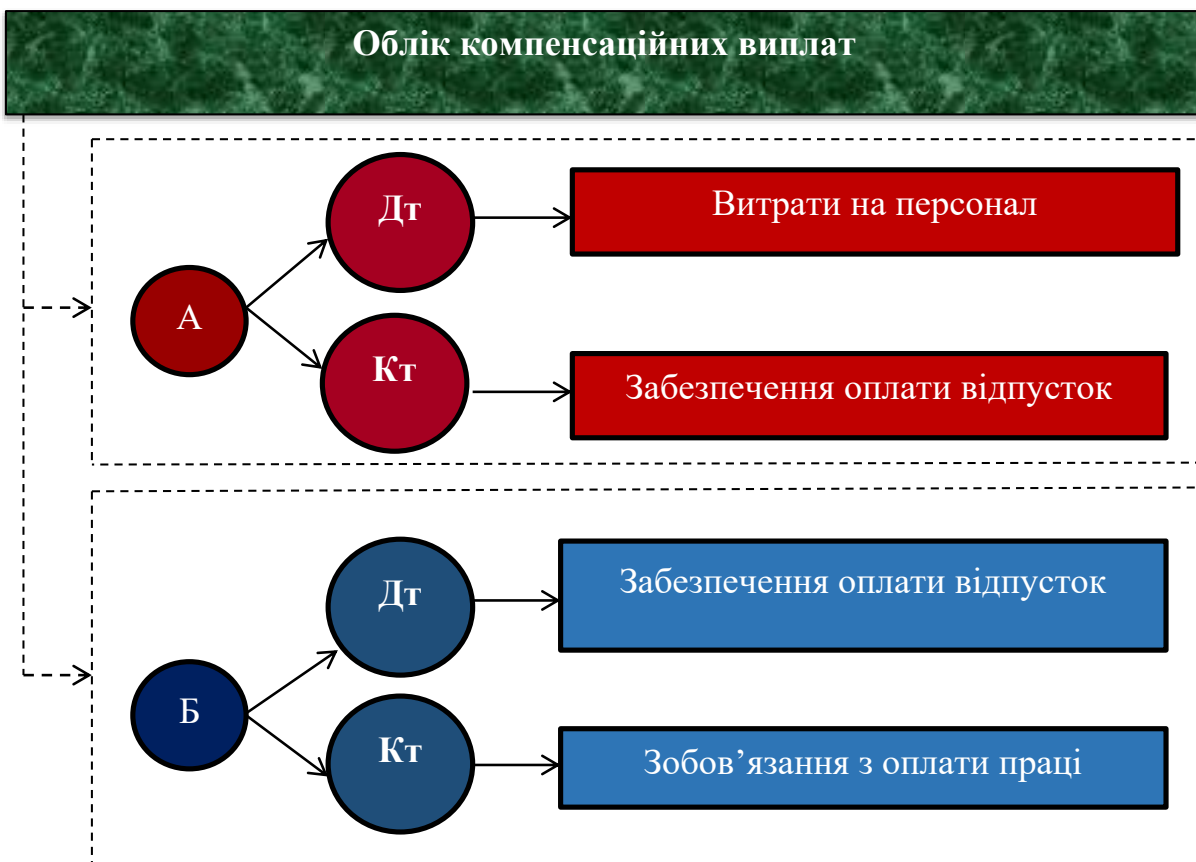 Облік компенсаційних виплат
Дт
Витрати на персонал
А
Кт
Забезпечення оплати відпусток
Дт
Забезпечення оплати відпусток
Б
Кт
Зобов’язання з оплати праці